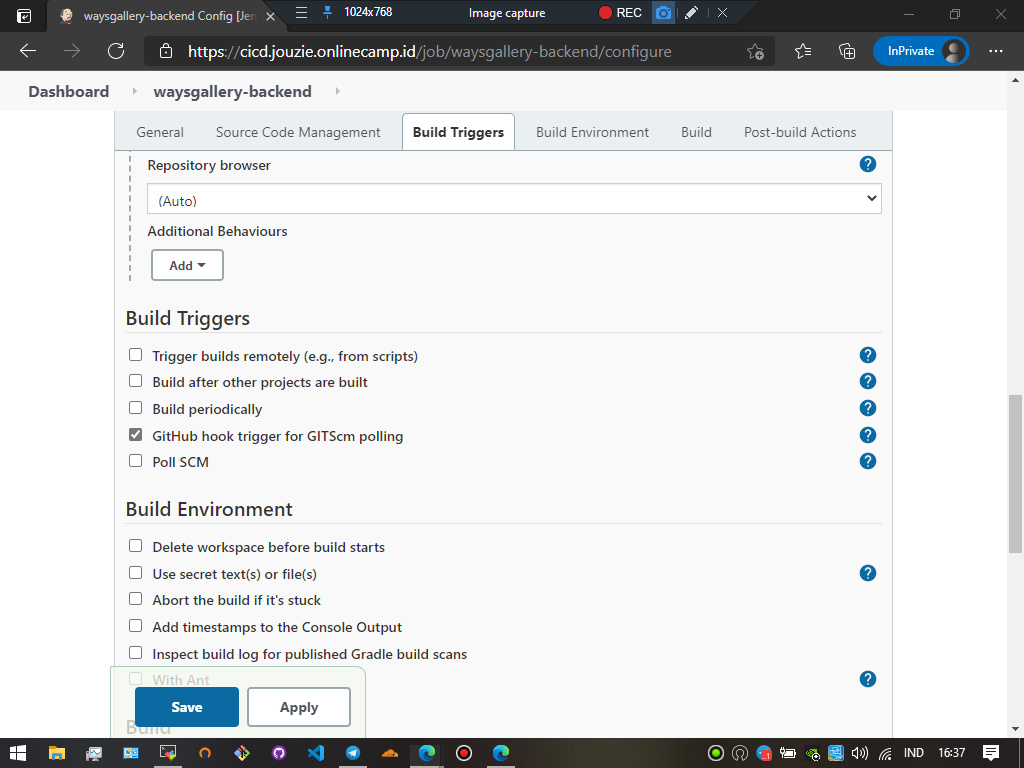 waysgallery-backend Config [Jen
1024x768
Image capture
REC
https://cicd.jouzie.onlinecamp.id/job/waysgallery-backend/configure
InPrivate
Dashboard
waysgallery-backend
General
Source Code Management
Build Triggers
Build Environment
Build
Post-build Actions
Repository browser
?
(Auto)
Additional Behaviours
Add
Build Triggers
Trigger builds remotely (e.g., from scripts)
?
Build after other projects are built
?
Build periodically
?
GitHub hook trigger for GITScm polling
?
Poll SCM
?
Build Environment
Delete workspace before build starts
Use secret text(s) or file(s)
?
Abort the build if it's stuck
Add timestamps to the Console Output
Inspect build log for published Gradle build scans
With Ant
?
Save
Apply
Build
IND
16:37